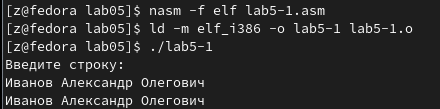 [z@fedora lab05]$ nasm -f elf lab5-1.asm
[z@fedora lab05]$ ld -m elf_i386 -o lab5-1 lab5-1.o
[z@fedora lab05]$ ./lab5-1
Введите строку:
Иванов Александр Олегович
Иванов Александр Олегович